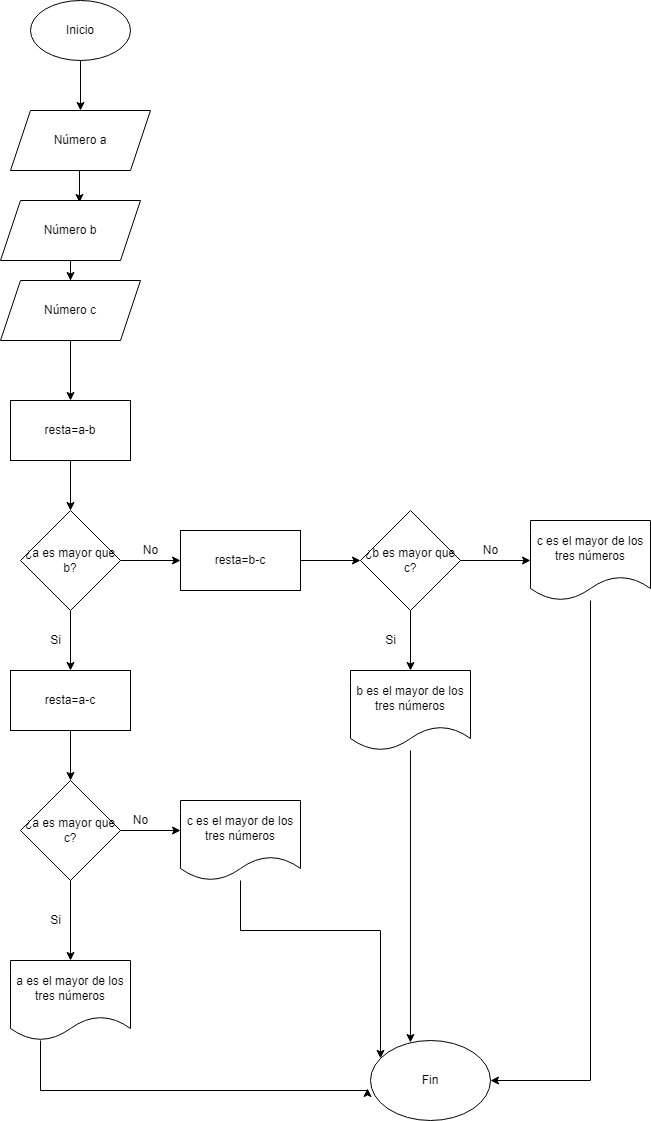 Inicio
Número a
Número b
Número c
resta=a-b
¿a es mayor que
b?
No
resta=b-c
¿b es mayor que
c?
No
c es el mayor de los
tres números
Si
Si
resta=a-c
b es el mayor de los
tres números
¿a es mayor que
c?
No
c es el mayor de los
tres números
Si
a es el mayor de los
tres números
Fin